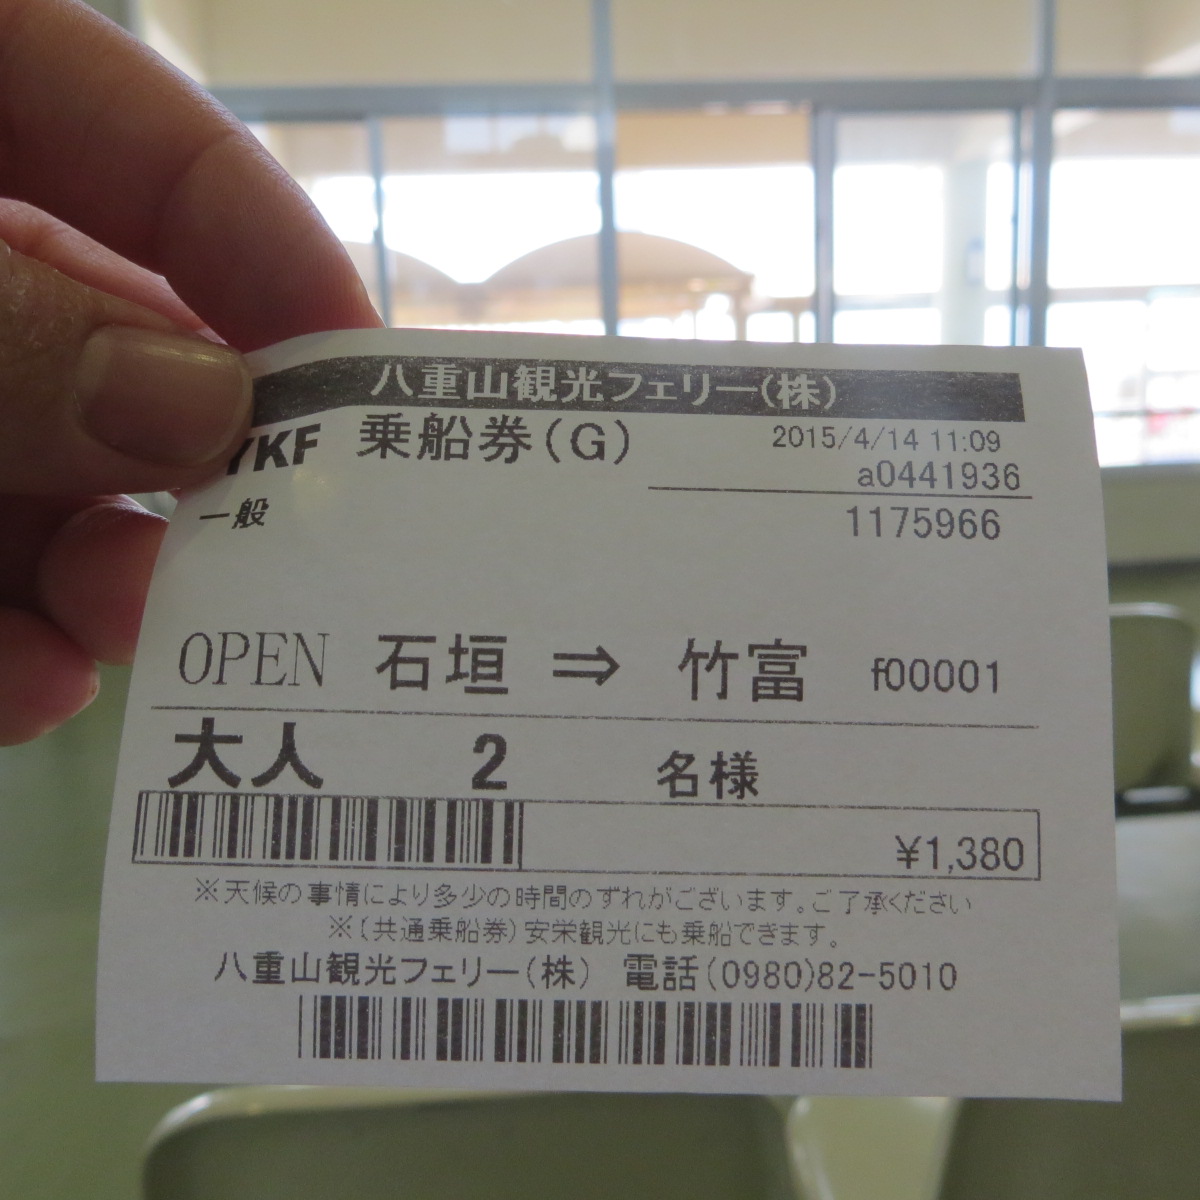 八重山観光フェリー(株)
YKF 乗船券(G) 2015/4/14 11:09
a0441936
一般 1175966
OPEN 石垣 ⇒ 竹富 f00001
大人 2 名様
¥1,380
※天候の事情により多少の時間のずれがございます。ご了承ください
※(共通乗船券)安栄観光にも乗船できます。
八重山観光フェリー(株) 電話(0980)82-5010